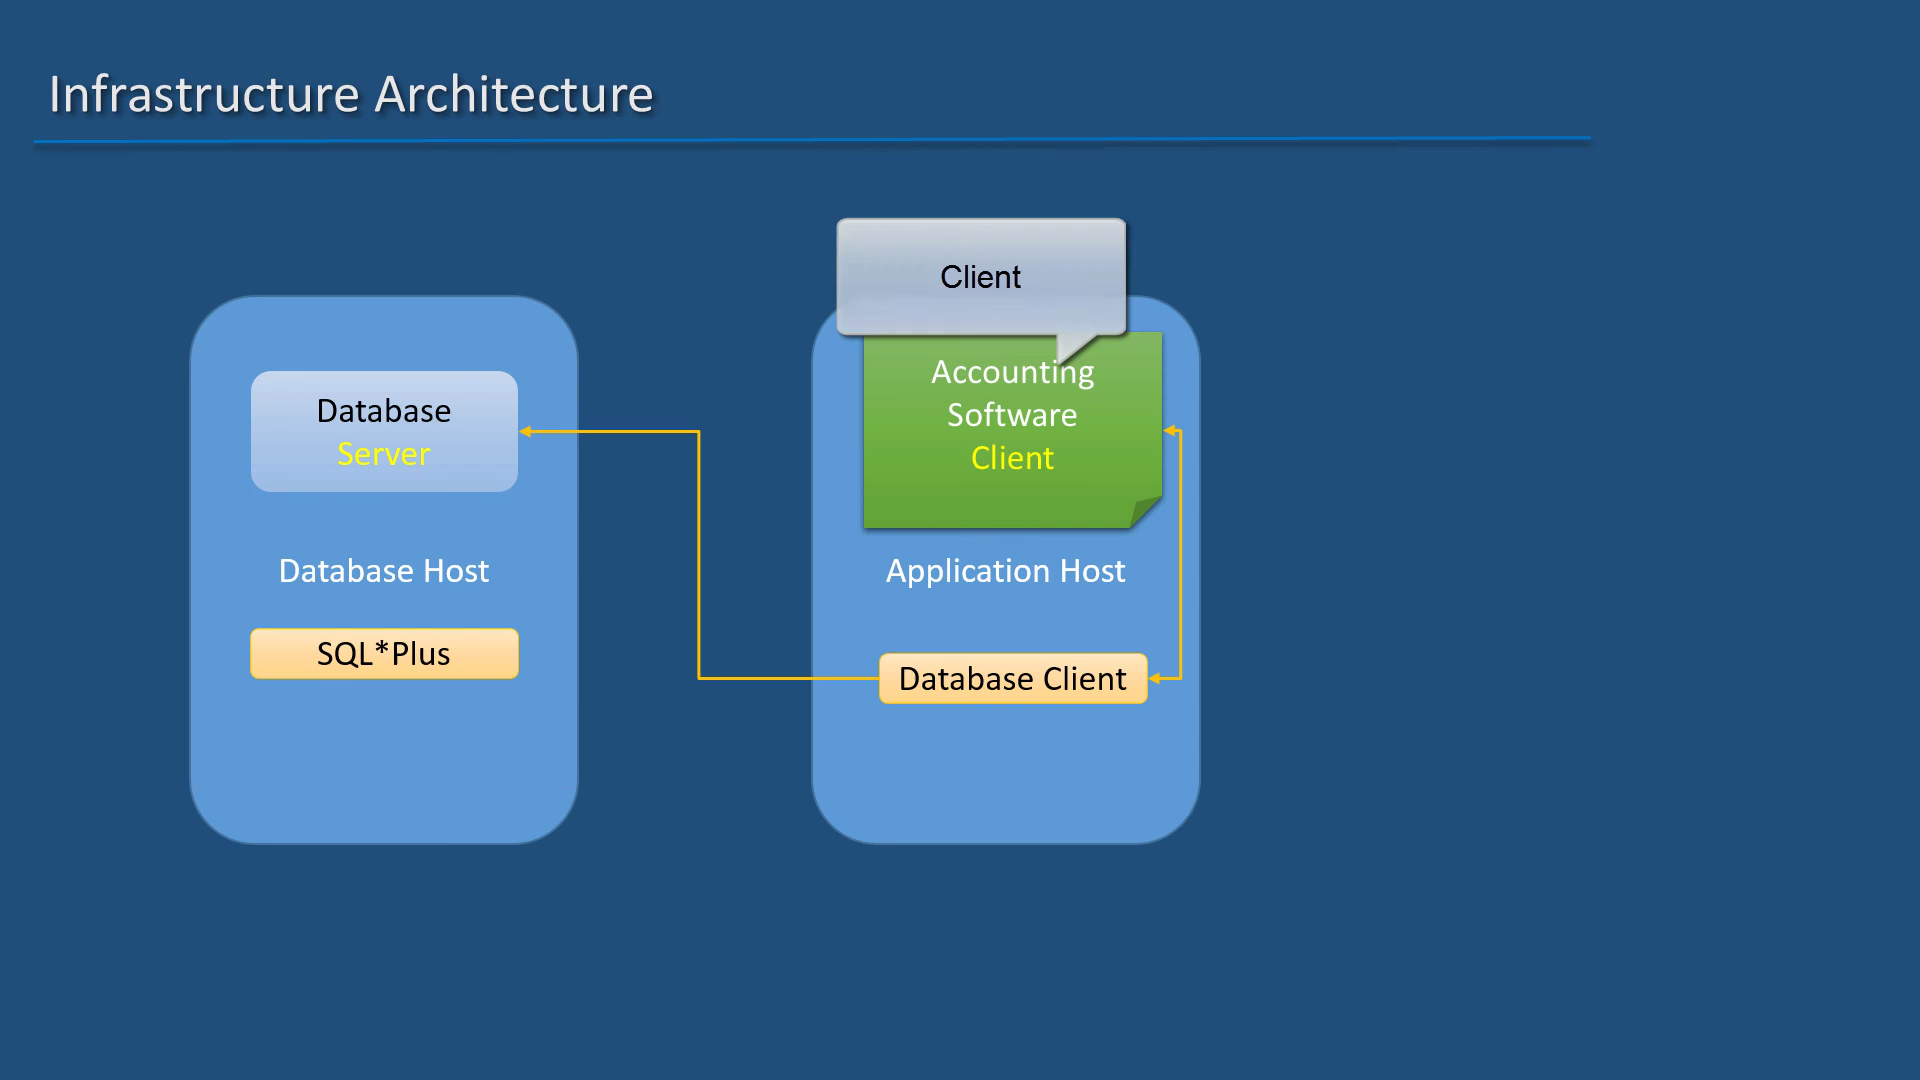 Infrastructure Architecture
Database
Server
Database Host
SQL*Plus
Client
Accounting
Software
Client
Application Host
Database Client